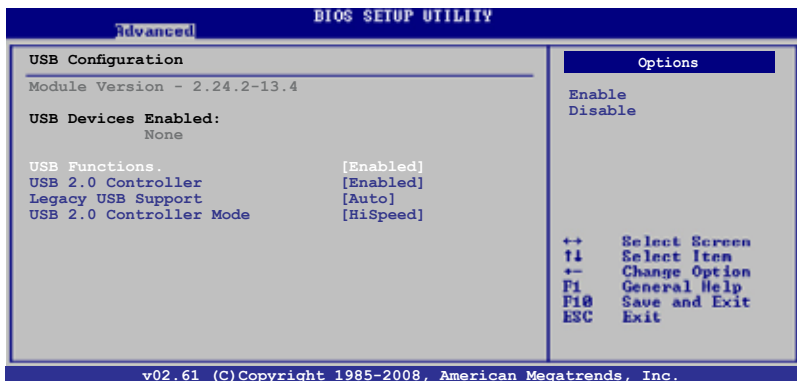 BIOS SETUP UTILITY
Advanced
USB Configuration
Module Version - 2.24.2-13.4
USB Devices Enabled:
None
USB Functions. [Enabled]
USB 2.0 Controller [Enabled]
Legacy USB Support [Auto]
USB 2.0 Controller Mode [HiSpeed]
Options
Enable
Disable
↔ Select Screen
↑↓ Select Item
+- Change Option
F1 General Help
F10 Save and Exit
ESC Exit
v02.61 (C)Copyright 1985-2008, American Megatrends, Inc.